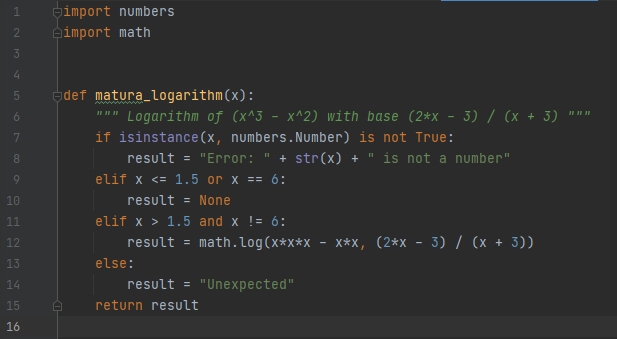 1 import numbers
2 import math
3
4
5 def matura_logarithm(x):
6     """ Logarithm of (x^3 - x^2) with base (2*x - 3) / (x + 3) """
7     if isinstance(x, numbers.Number) is not True:
8         result = "Error: " + str(x) + " is not a number"
9     elif x <= 1.5 or x == 6:
10         result = None
11     elif x > 1.5 and x != 6:
12         result = math.log(x*x*x - x*x, (2*x - 3) / (x + 3))
13     else:
14         result = "Unexpected"
15     return result
16